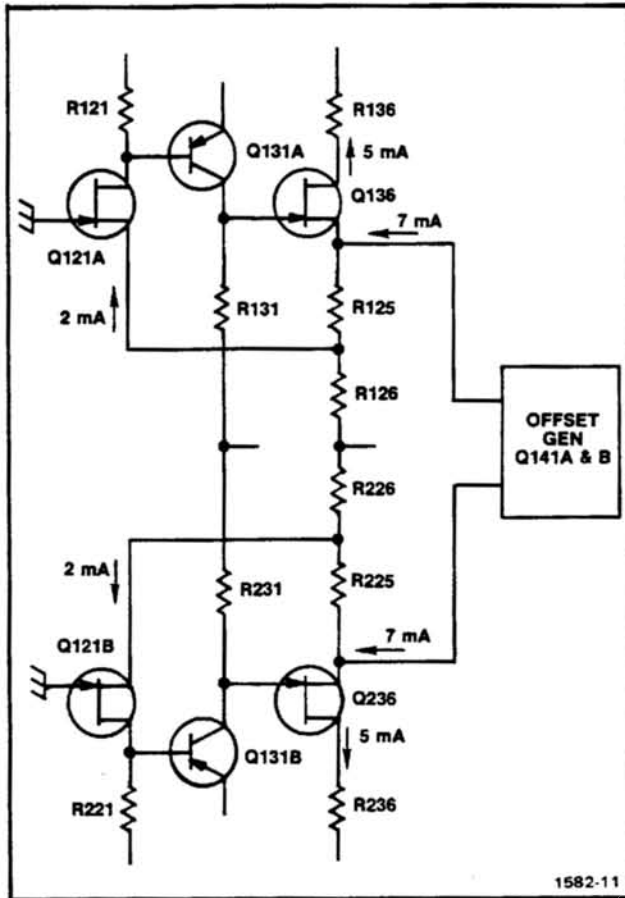 R121
R136
Q131A
5 mA
Q136
7 mA
Q121A
2 mA
R131
R125
R126
OFFSET
GEN
Q141A & B
R226
2 mA
R231
R225
7 mA
Q121B
Q236
5 mA
Q131B
R221
R236
1582-11